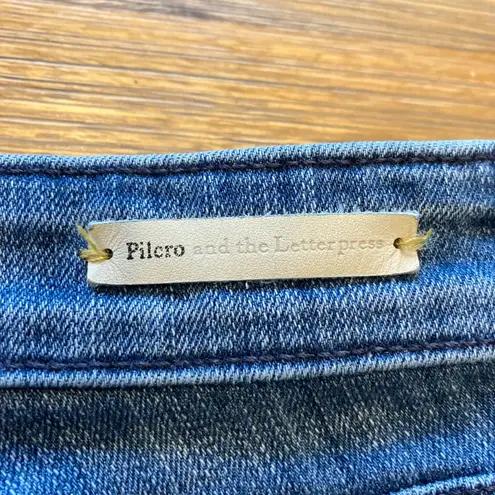 Pilcro and the Letterpress